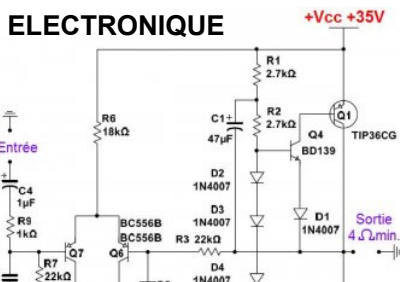 ELECTRONIQUE
+Vcc +35V
R1
2.7kΩ
R6
18kΩ
C1 +
47µF
R2
2.7kΩ
Q1
TIP36CG
Q4
BD139
Entrée
D2
1N4007
C4
1µF
D3
1N4007
D1
1N4007
R9
1kΩ
BC556B
BC556B
Sortie
4 Ω min.
Q7
Q6
R3 22kΩ
R7
22kΩ
D4
1N4007